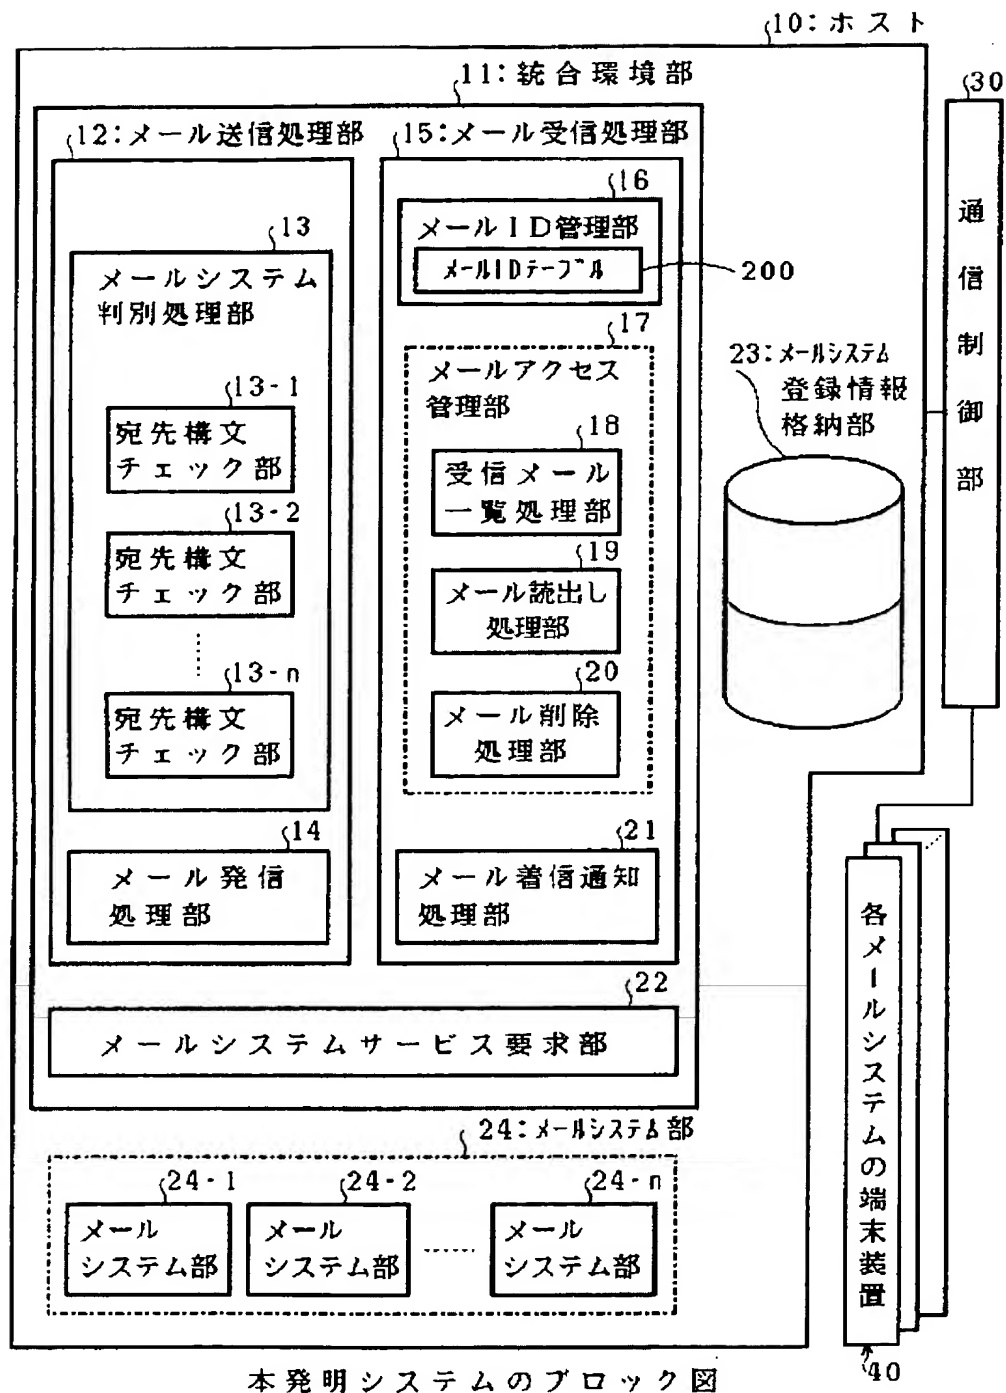 10:ホスト
11:統合環境部
30
12:メール送信処理部
15:メール受信処理部
16
メールID管理部
メールIDテーブル
200
13
メールシステム
判別処理部
17
メールアクセス
管理部
23:メールシステム
登録情報
格納部
通信制御部
13-1
宛先構文
チェック部
18
受信メール
一覧処理部
13-2
宛先構文
チェック部
19
メール読出し
処理部
13-n
宛先構文
チェック部
20
メール削除
処理部
14
メール発信
処理部
21
メール着信通知
処理部
22
メールシステムサービス要求部
各メールシステムの端末装置
40
24:メールシステム部
24-1
メール
システム部
24-2
メール
システム部
24-n
メール
システム部
本発明システムのブロック図